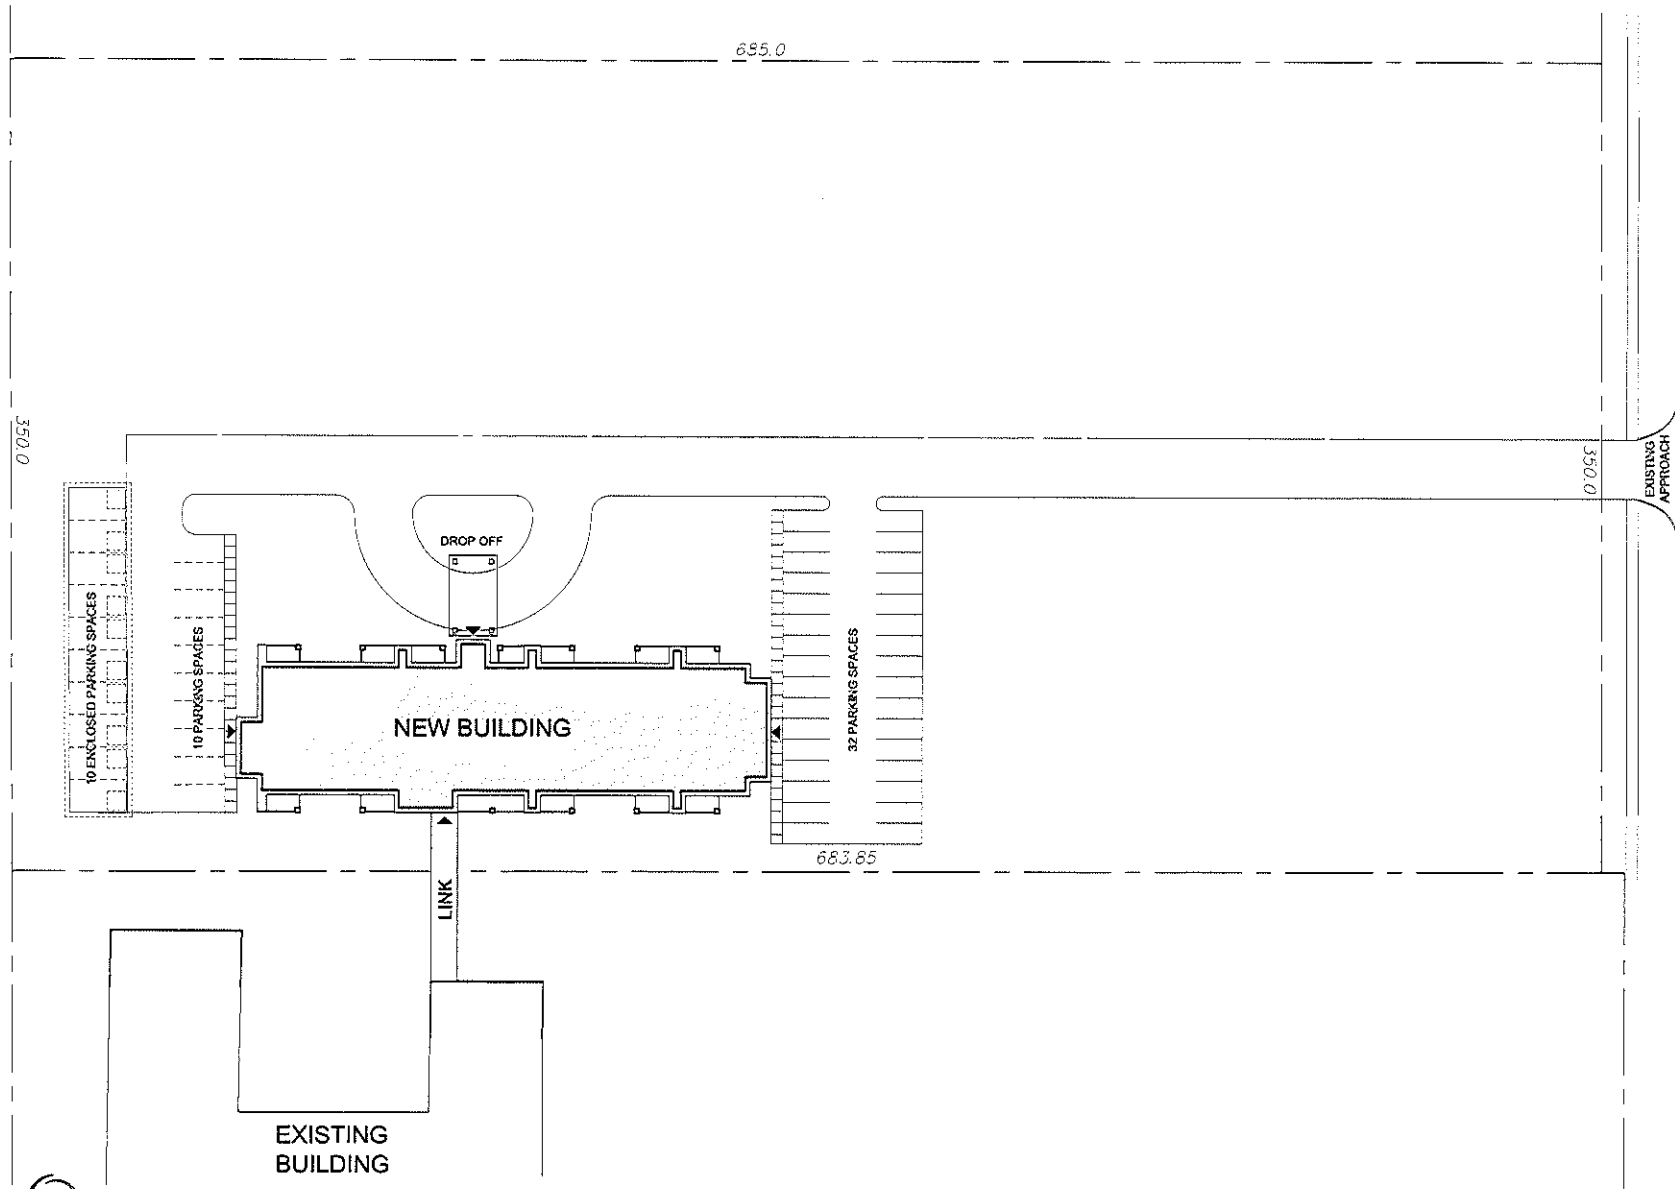 685.0
350.0
350.0
EXISTING
APPROACH
DROP OFF
10 ENCLOSED PARKING SPACES
10 PARKING SPACES
32 PARKING SPACES
NEW BUILDING
683.85
LINK
EXISTING
BUILDING